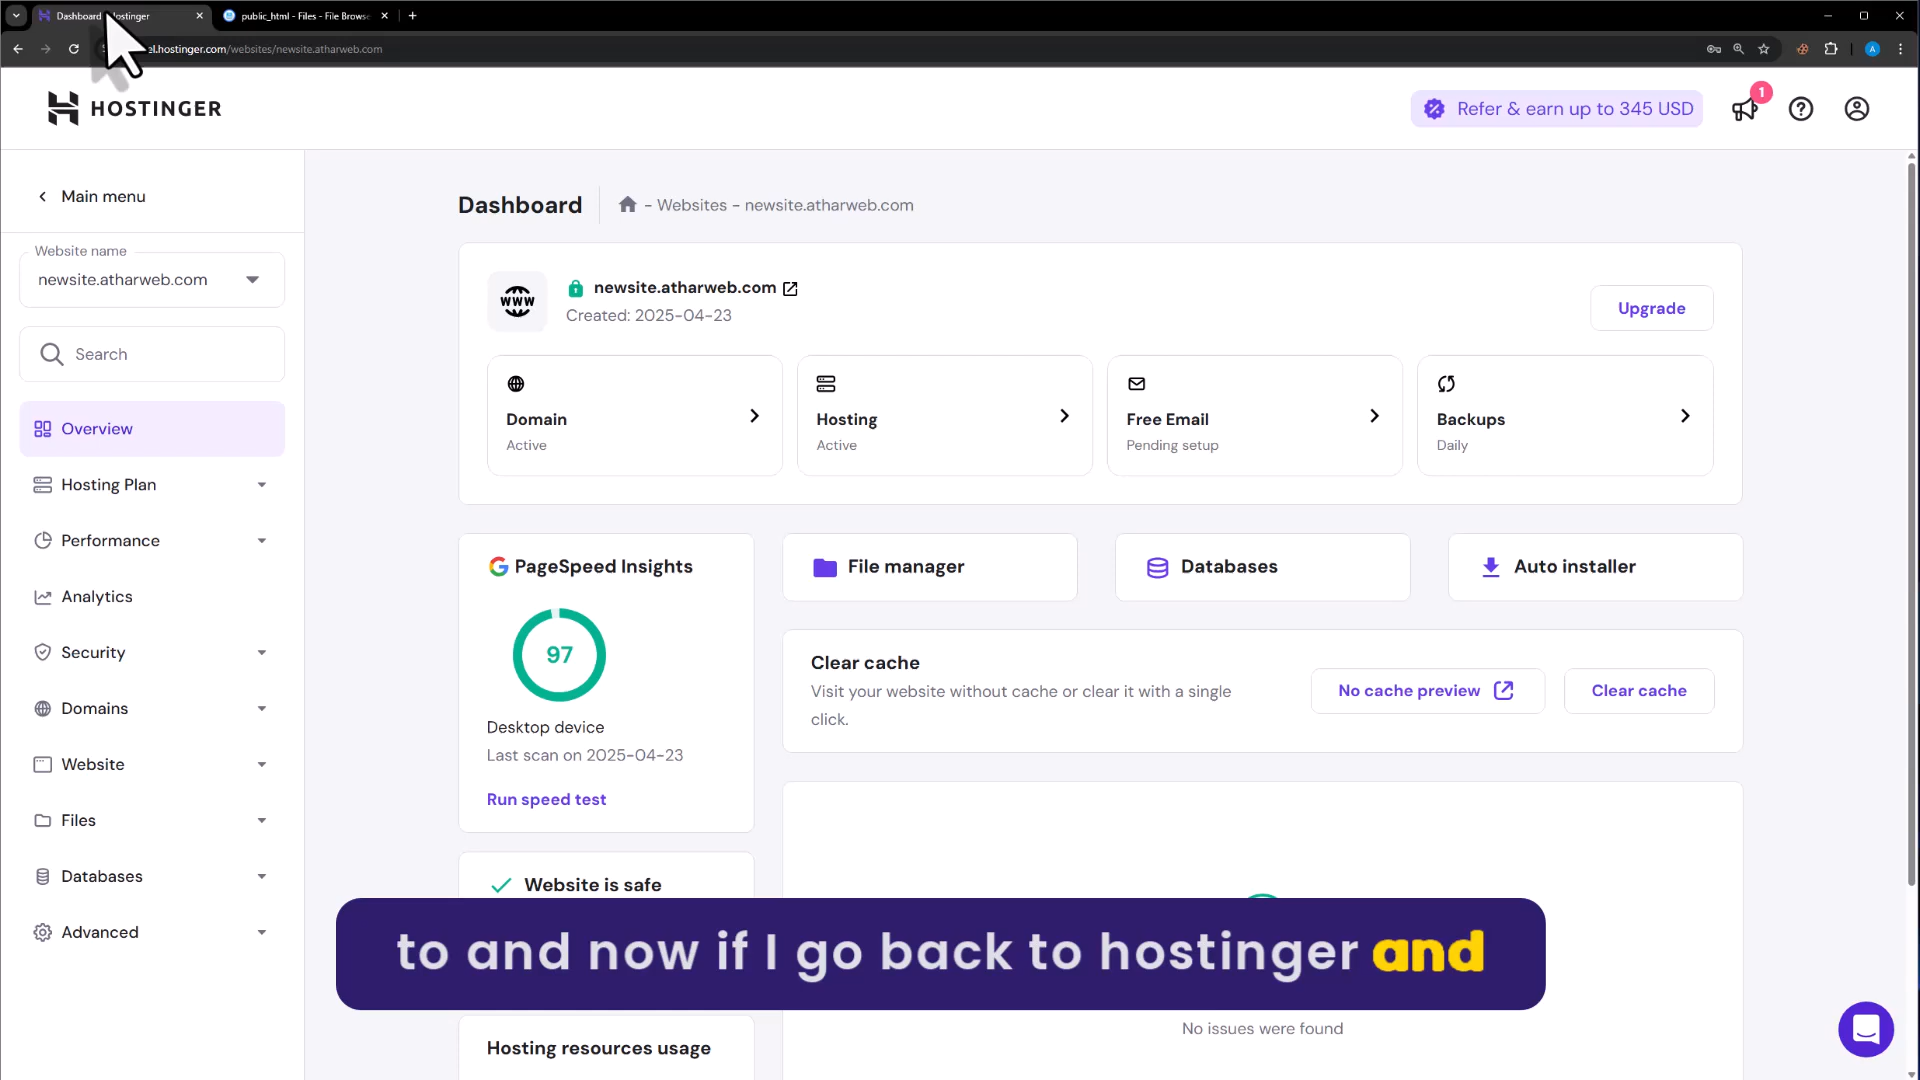 Dashboard
Hostinger
public_html - Files - File Browse
el.hostinger.com/websites/newsite.atharweb.com
A
HOSTINGER
Refer & earn up to 345 USD
1
Main menu
Dashboard
- Websites - newsite.atharweb.com
Website name
newsite.atharweb.com
Search
Overview
Hosting Plan
Performance
Analytics
Security
Domains
Website
Files
Databases
Advanced
WWW
newsite.atharweb.com
Created: 2025-04-23
Upgrade
Domain
Active
Hosting
Active
Free Email
Pending setup
Backups
Daily
PageSpeed Insights
97
Desktop device
Last scan on 2025-04-23
Run speed test
File manager
Databases
Auto installer
Clear cache
Visit your website without cache or clear it with a single
click.
No cache preview
Clear cache
Website is safe
to and now if I go back to hostinger and
No issues were found
Hosting resources usage